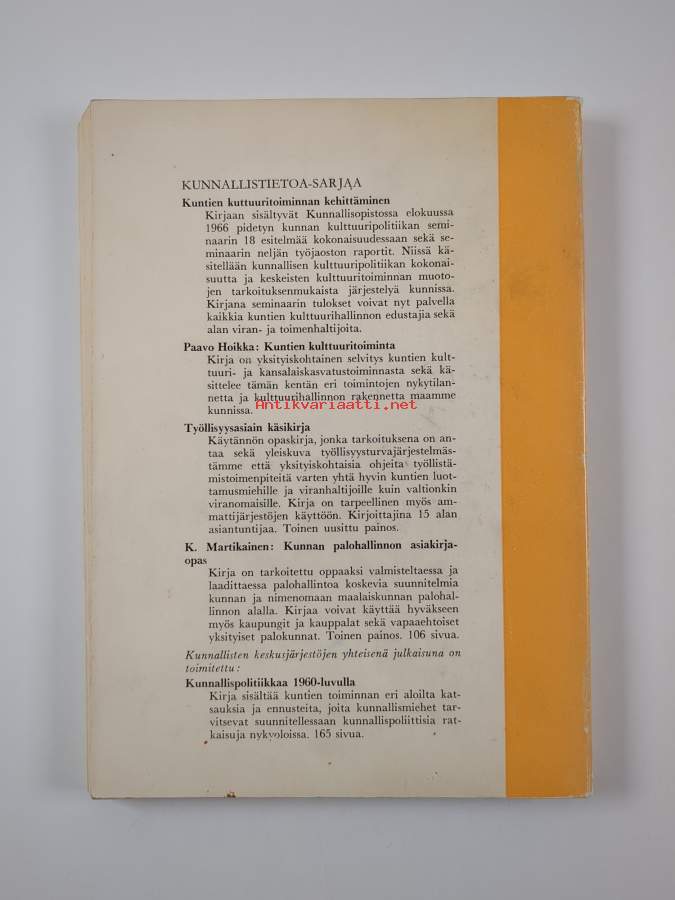 KUNNALLISTIETOA-SARJAA
Kuntien kuttuuritoiminnan kehittäminen
Kirjaan sisältyvät Kunnallisopistossa elokuussa
1966 pidetyn kunnan kulttuuripolitiikan semi-
naarin 18 esitelmää kokonaisuudessaan sekä se-
minaarin neljän työjaoston raportit. Niissä kä-
sitellään kunnallisen kulttuuripolitiikan kokonai-
suutta ja keskeisten kulttuuritoiminnan muoto-
jen tarkoituksenmukaista järjestelyä kunnissa.
Kirjana seminaarin tulokset voivat nyt palvella
kaikkia kuntien kulttuurihallinnon edustajia sekä
alan viran- ja toimenhaltijoita.
Paavo Hoikka: Kuntien kulttuuritoiminta
Kirja on yksityiskohtainen selvitys kuntien kult-
tuuri- ja kansalaiskasvatustoiminnasta sekä kä-
sittelee tämän kentän eri toimintojen nykytilan-
netta ja kulttuurihallinnon rakennetta maamme
kunnissa.
Antikvariaatti.net
Työllisyysasiain käsikirja
Käytännön opaskirja, jonka tarkoituksena on an-
taa sekä yleiskuva työllisyysturvajärjestelmäs-
tämme että yksityiskohtaisia ohjeita työllistä-
mistoimenpiteitä varten yhtä hyvin kuntien luot-
tamusmiehille ja viranhaltijoille kuin valtionkin
viranomaisille. Kirja on tarpeellinen myös am-
mattijärjestöjen käyttöön. Kirjoittajina 15 alan
asiantuntijaa. Toinen uusittu painos.
K. Martikainen: Kunnan palohallinnon asiakirja-
opas
Kirja on tarkoitettu oppaaksi valmisteltaessa ja
laadittaessa palohallintoa koskevia suunnitelmia
kunnan ja nimenomaan maalaiskunnan palohal-
linnon alalla. Kirjaa voivat käyttää hyväkseen
myös kaupungit ja kauppalat sekä vapaaehtoiset
yksityiset palokunnat. Toinen painos. 106 sivua.
Kunnallisten keskusjärjestöjen yhteisenä julkaisuna on
toimitettu:
Kunnallispolitiikkaa 1960-luvulla
Kirja sisältää kuntien toiminnan eri aloilta kat-
sauksia ja ennusteita, joita kunnallismiehet tar-
vitsevat suunnitellessaan kunnallispoliittisia rat-
kaisuja nykyoloissa. 165 sivua.